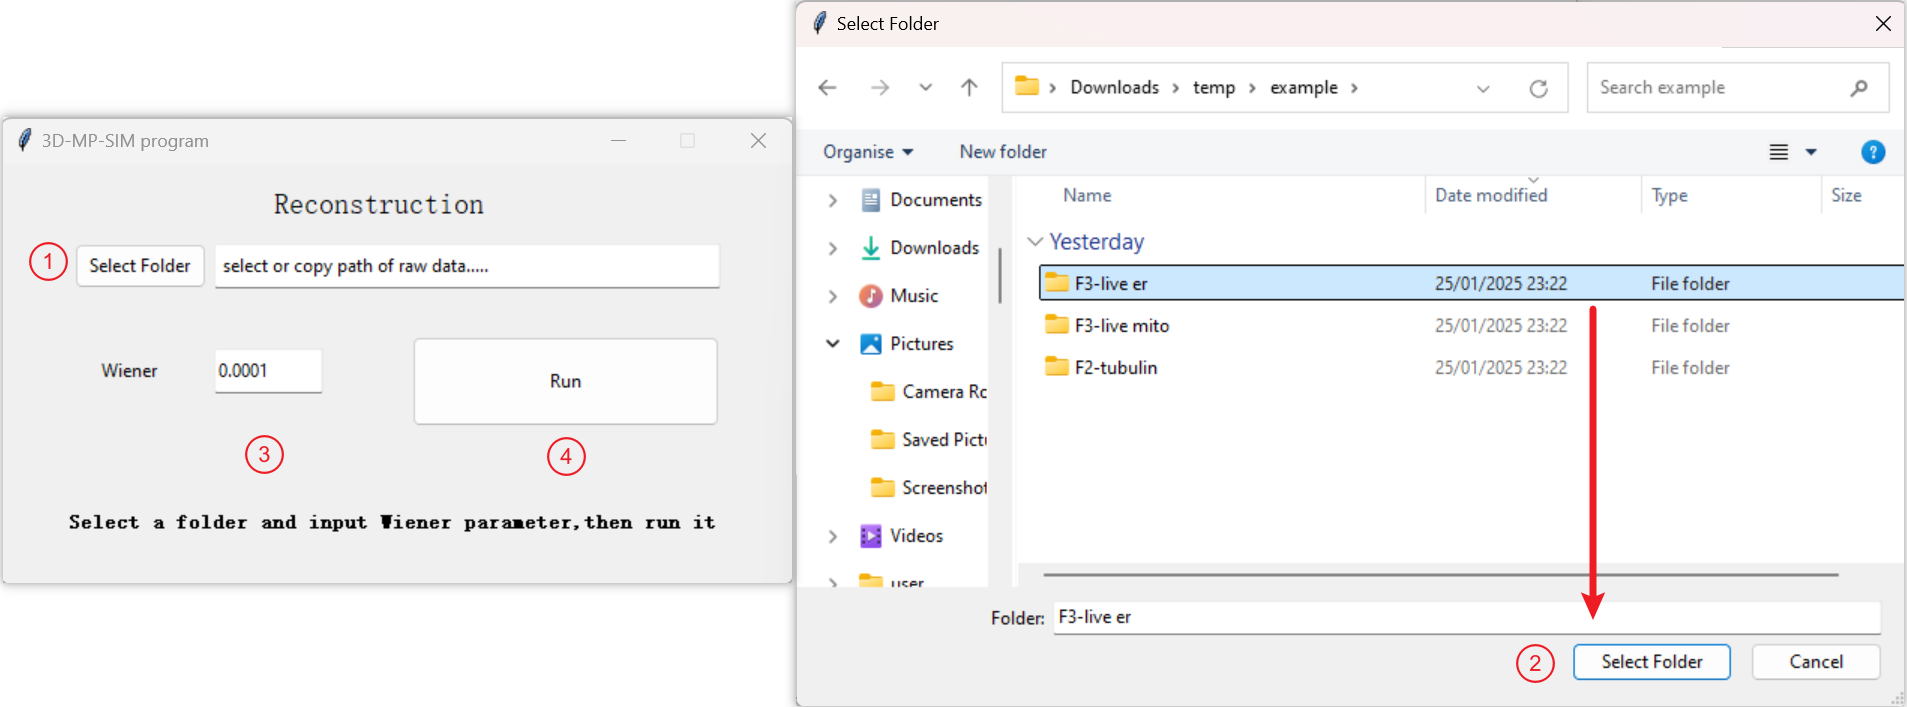 3D-MP-SIM program
Reconstruction
1 Select Folder select or copy path of raw data.....
Wiener 0.0001 Run
3 4
Select a folder and input Wiener parameter,then run it
Select Folder
Downloads temp example Search example
Organise New folder ?
Name Date modified Type Size
Documents
Downloads
Music
Pictures
Camera Rc
Saved Pict
Screenshot
Videos
user
Yesterday
F3-live er 25/01/2025 23:22 File folder
F3-live mito 25/01/2025 23:22 File folder
F2-tubulin 25/01/2025 23:22 File folder
Folder: F3-live er
2 Select Folder Cancel